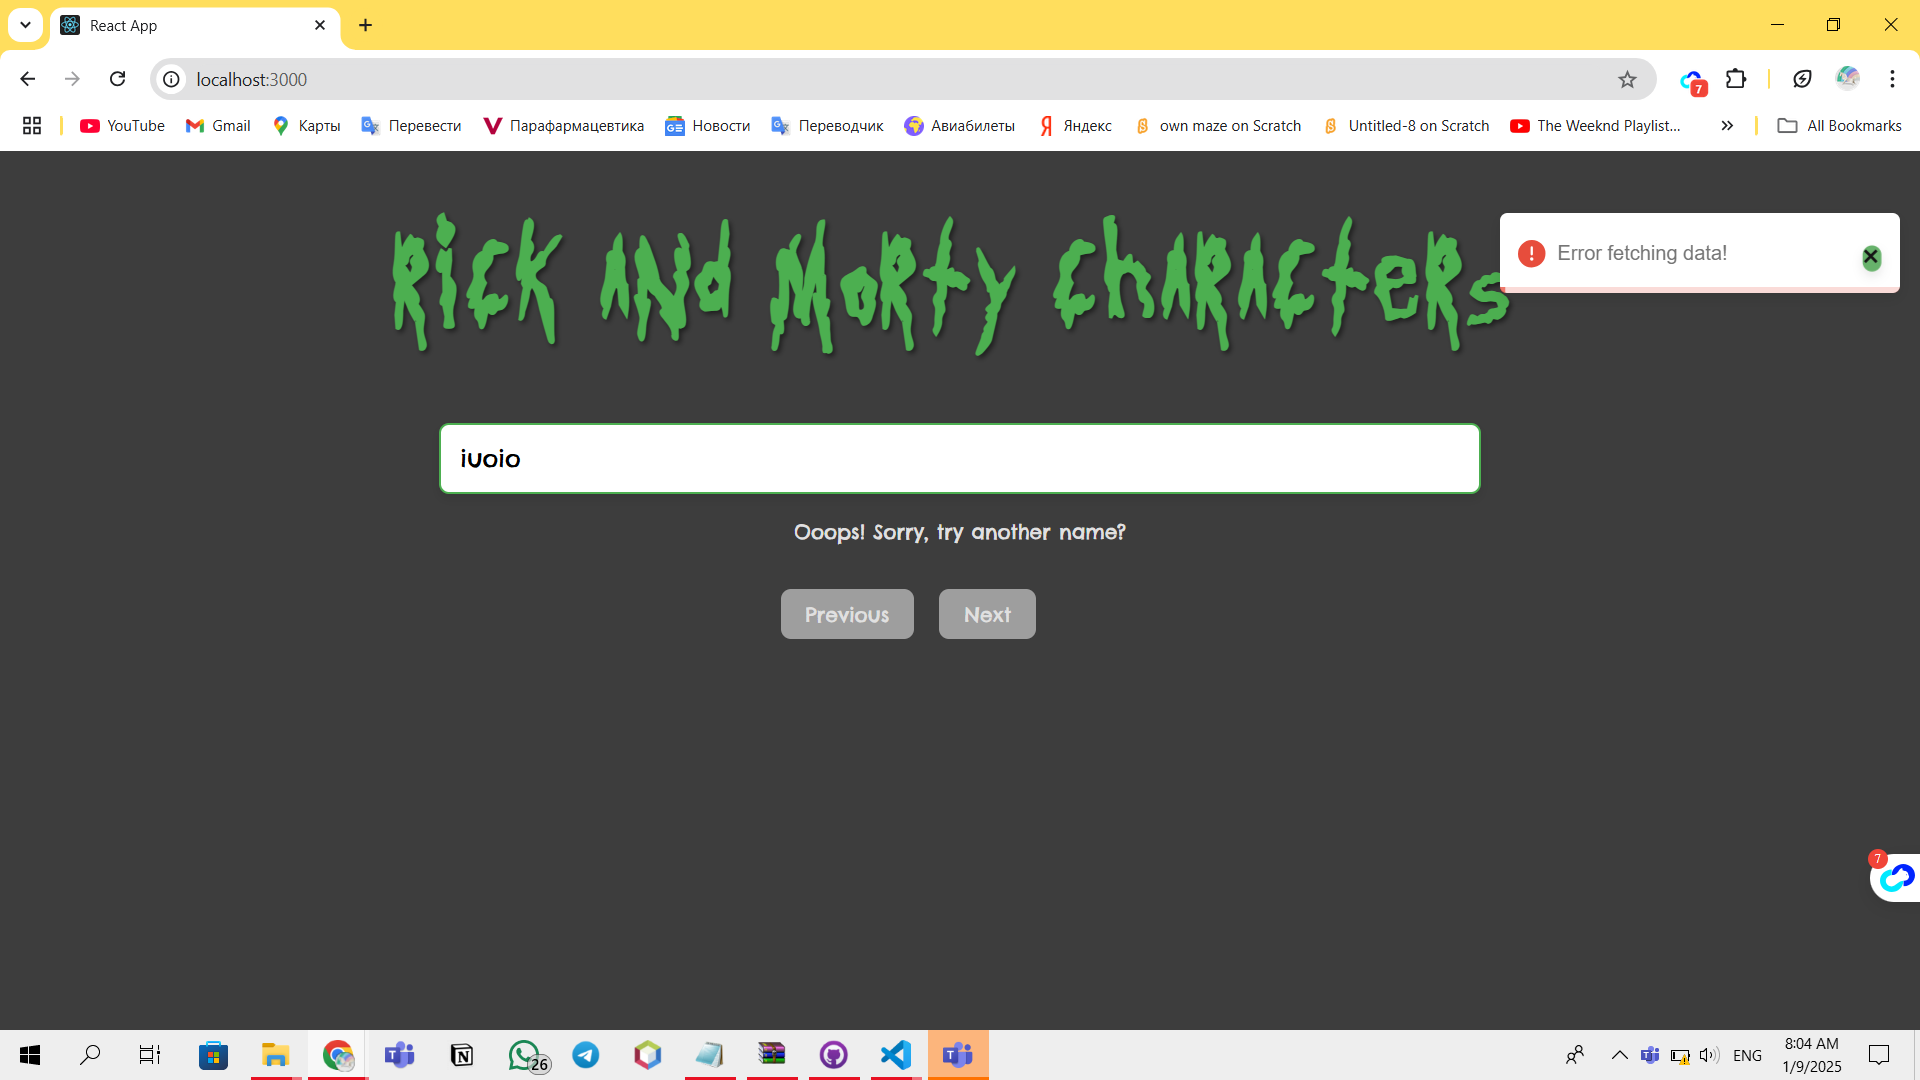 React App
localhost:3000
7
YouTube
Gmail
Карты
Перевести
Парафармацевтика
Новости
Переводчик
Авиабилеты
Яндекс
own maze on Scratch
Untitled-8 on Scratch
The Weeknd Playlist...
All Bookmarks
Rick and Morty Characters
Error fetching data!
iuoio
Ooops! Sorry, try another name?
Previous
Next
7
26
ENG
8:04 AM
1/9/2025